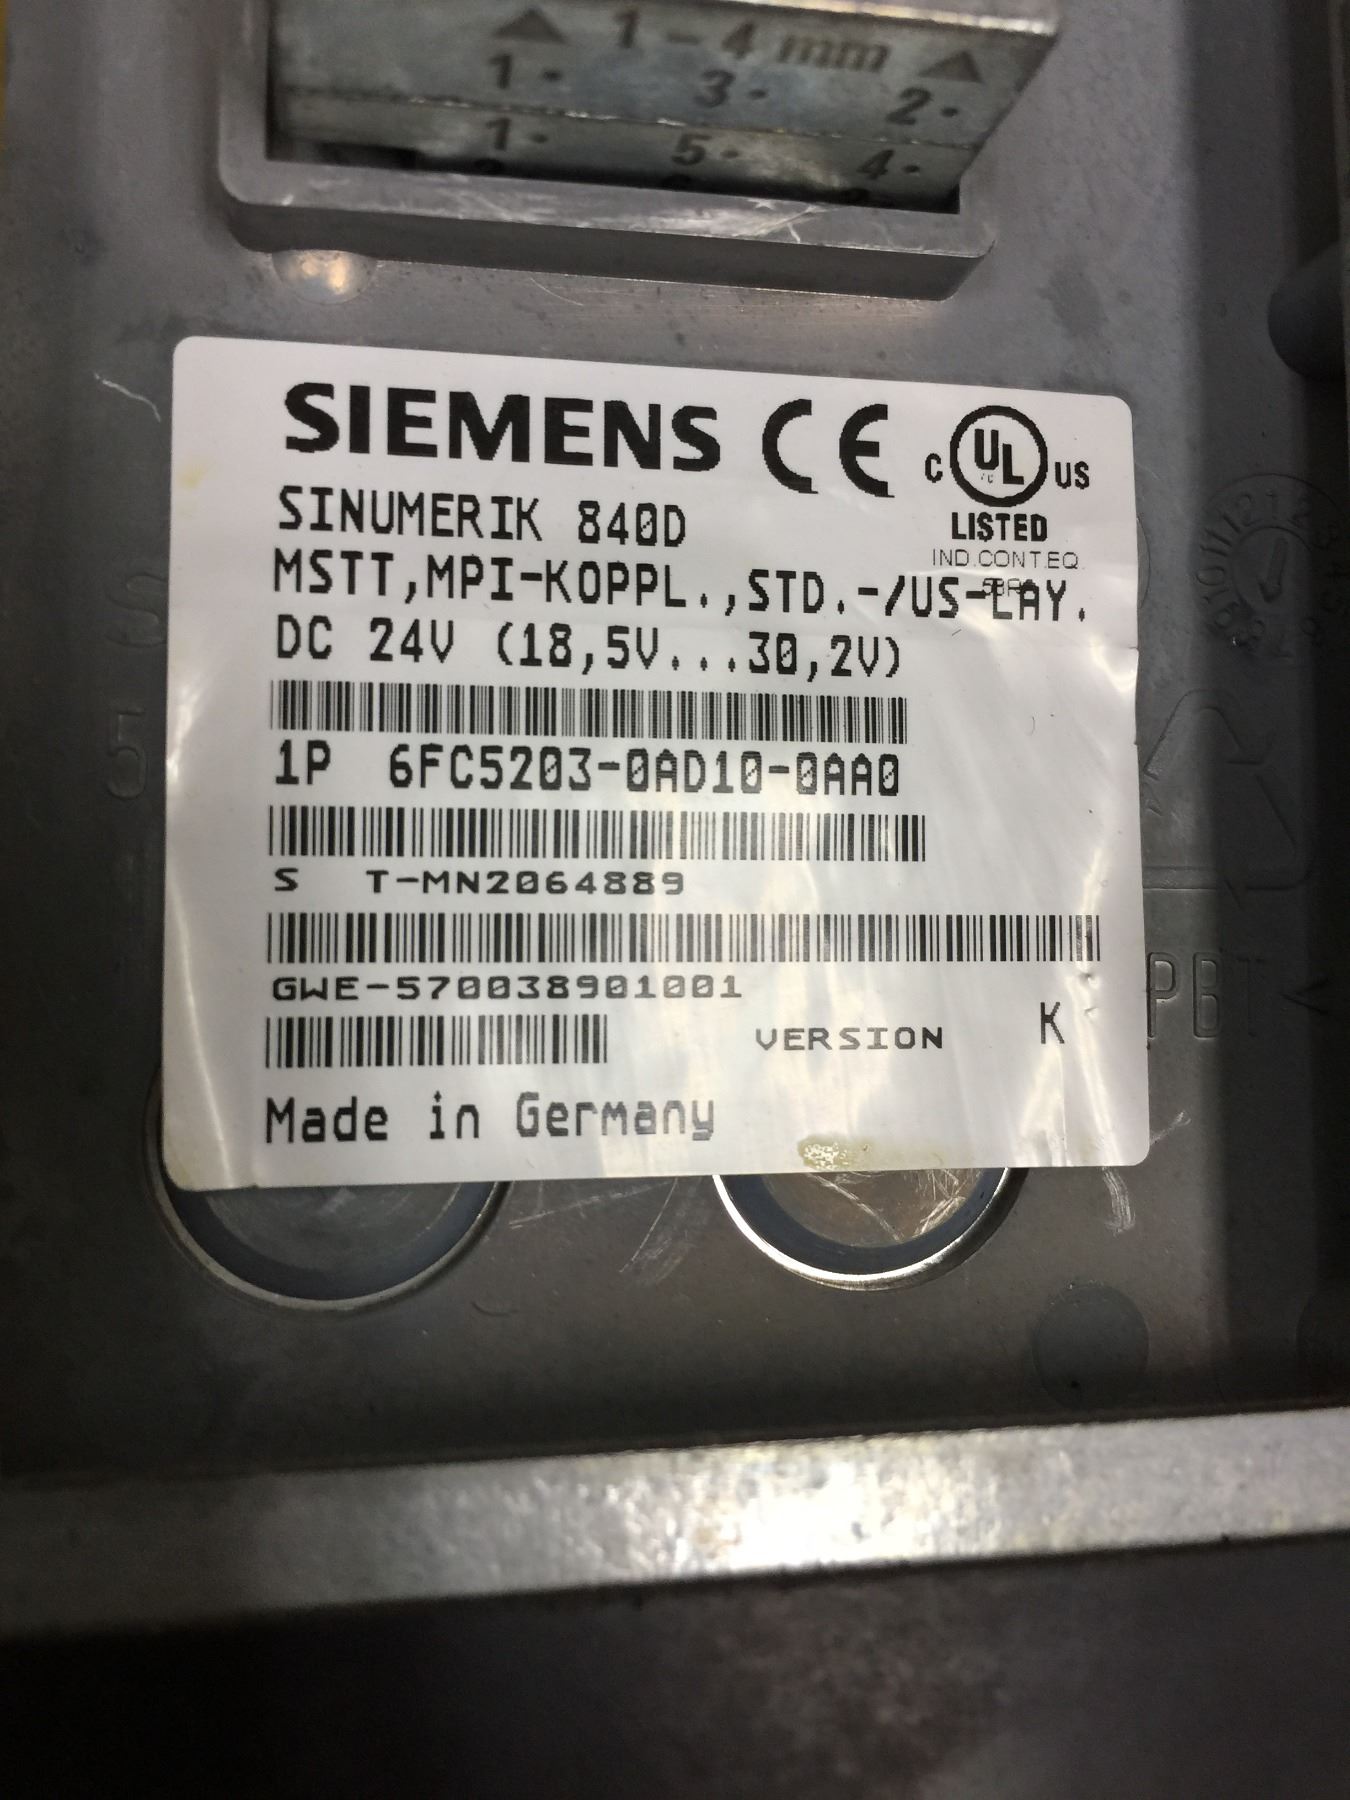 1 - 4 mm
1 3 2
1 5 4
SIEMENS CE C UL US
LISTED
SINUMERIK 840D
IND.CONT.EQ.
MSTT,MPI-KOPPL.,STD.-/US-LAY.
DC 24V (18,5V...30,2V)
1P 6FC5203-0AD10-0AA0
S T-MN2064889
GWE-570038901001
VERSION K
Made in Germany
PBT